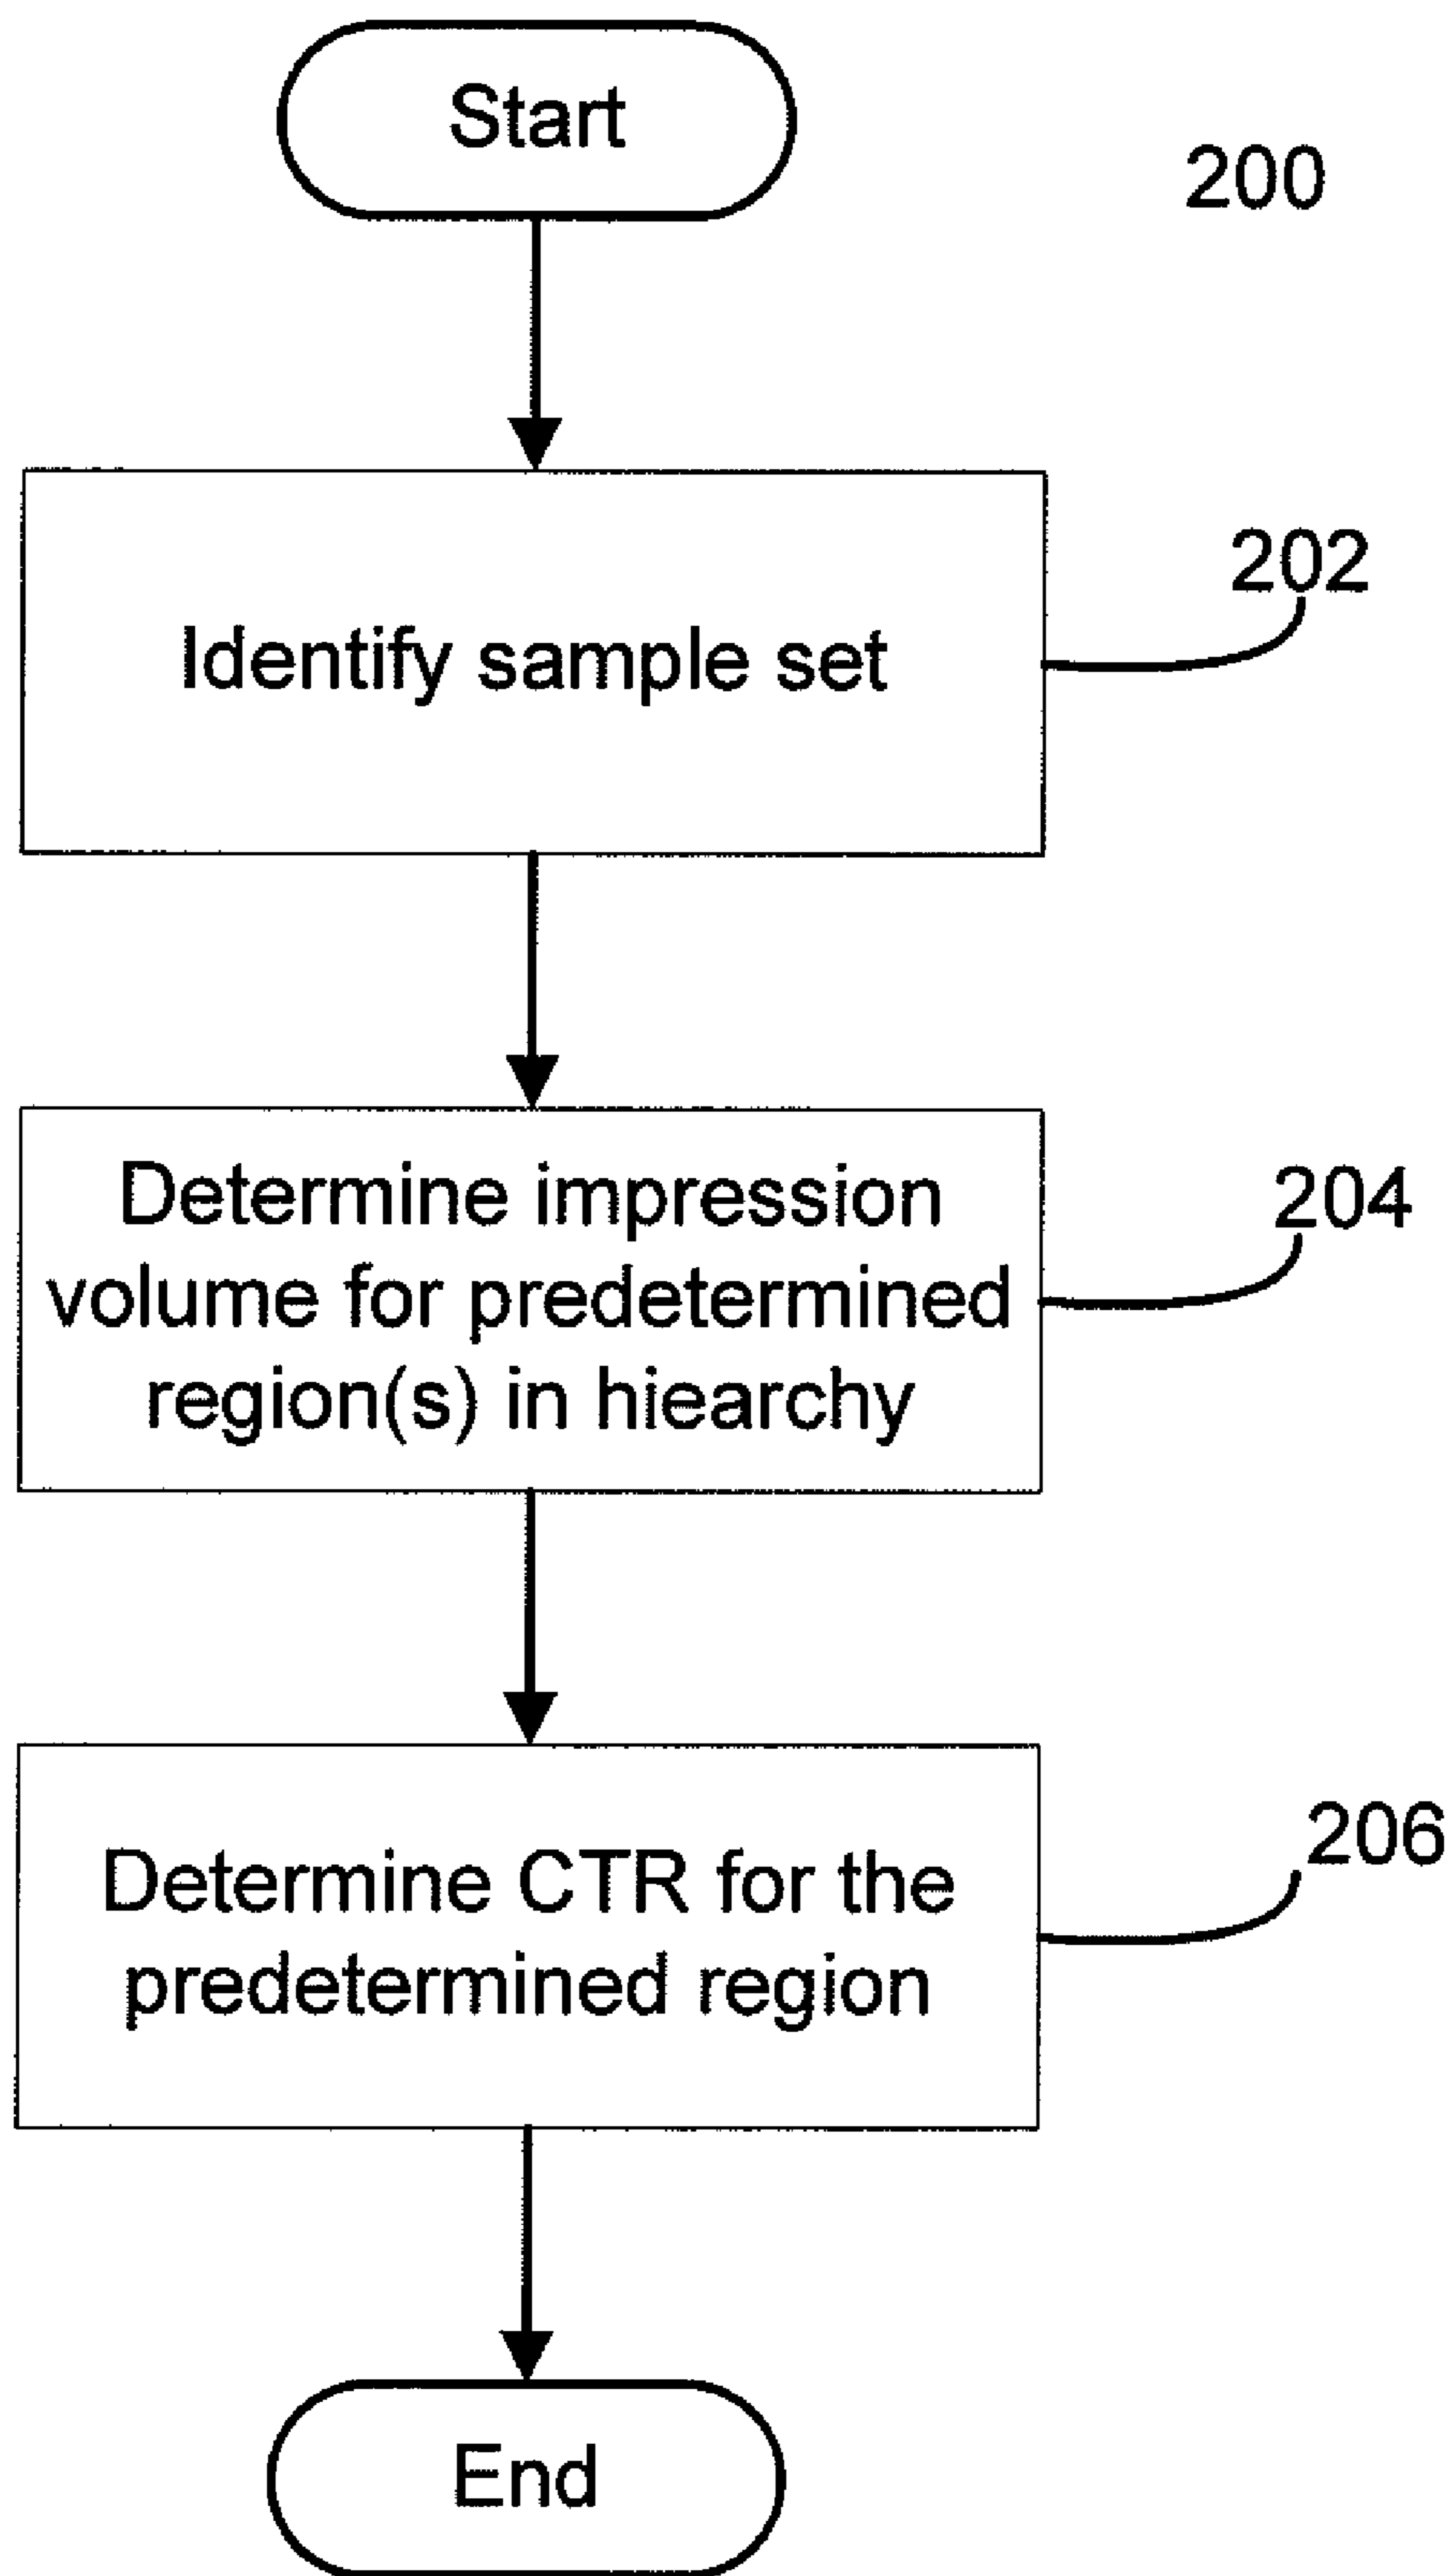 Start
200
202
Identify sample set
204
Determine impression
volume for predetermined
region(s) in hiearchy
206
Determine CTR for the
predetermined region
End